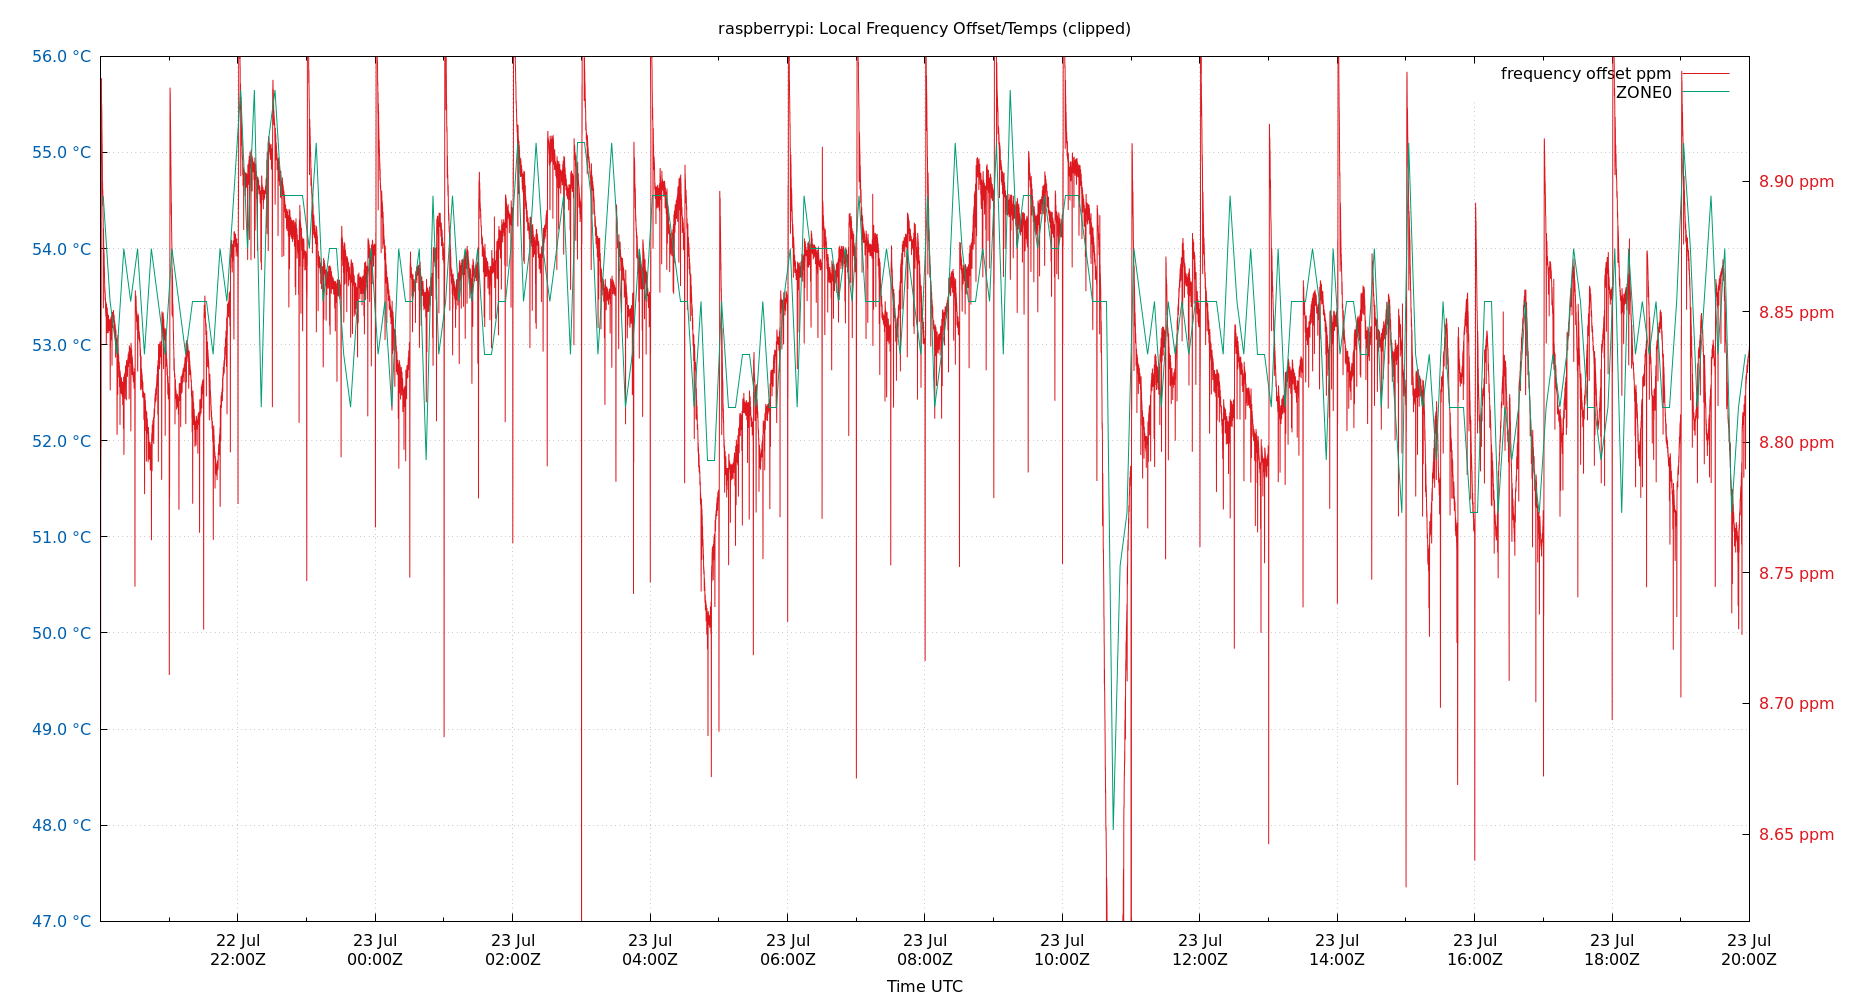 raspberrypi: Local Frequency Offset/Temps (clipped)
56.0 °C
55.0 °C
54.0 °C
53.0 °C
52.0 °C
51.0 °C
50.0 °C
49.0 °C
48.0 °C
47.0 °C
frequency offset ppm
ZONE0
8.90 ppm
8.85 ppm
8.80 ppm
8.75 ppm
8.70 ppm
8.65 ppm
22 Jul
22:00Z
23 Jul
00:00Z
23 Jul
02:00Z
23 Jul
04:00Z
23 Jul
06:00Z
23 Jul
08:00Z
23 Jul
10:00Z
23 Jul
12:00Z
23 Jul
14:00Z
23 Jul
16:00Z
23 Jul
18:00Z
23 Jul
20:00Z
Time UTC